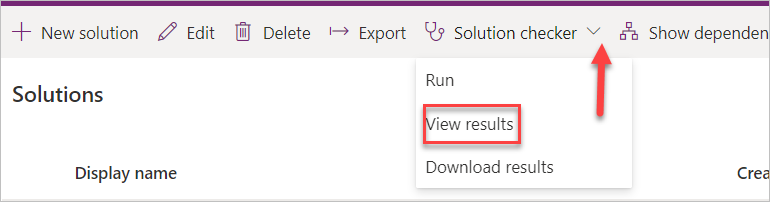 New solution Edit Delete Export Solution checker Show dependen
Run
Solutions
View results
Download results
Display name Crea